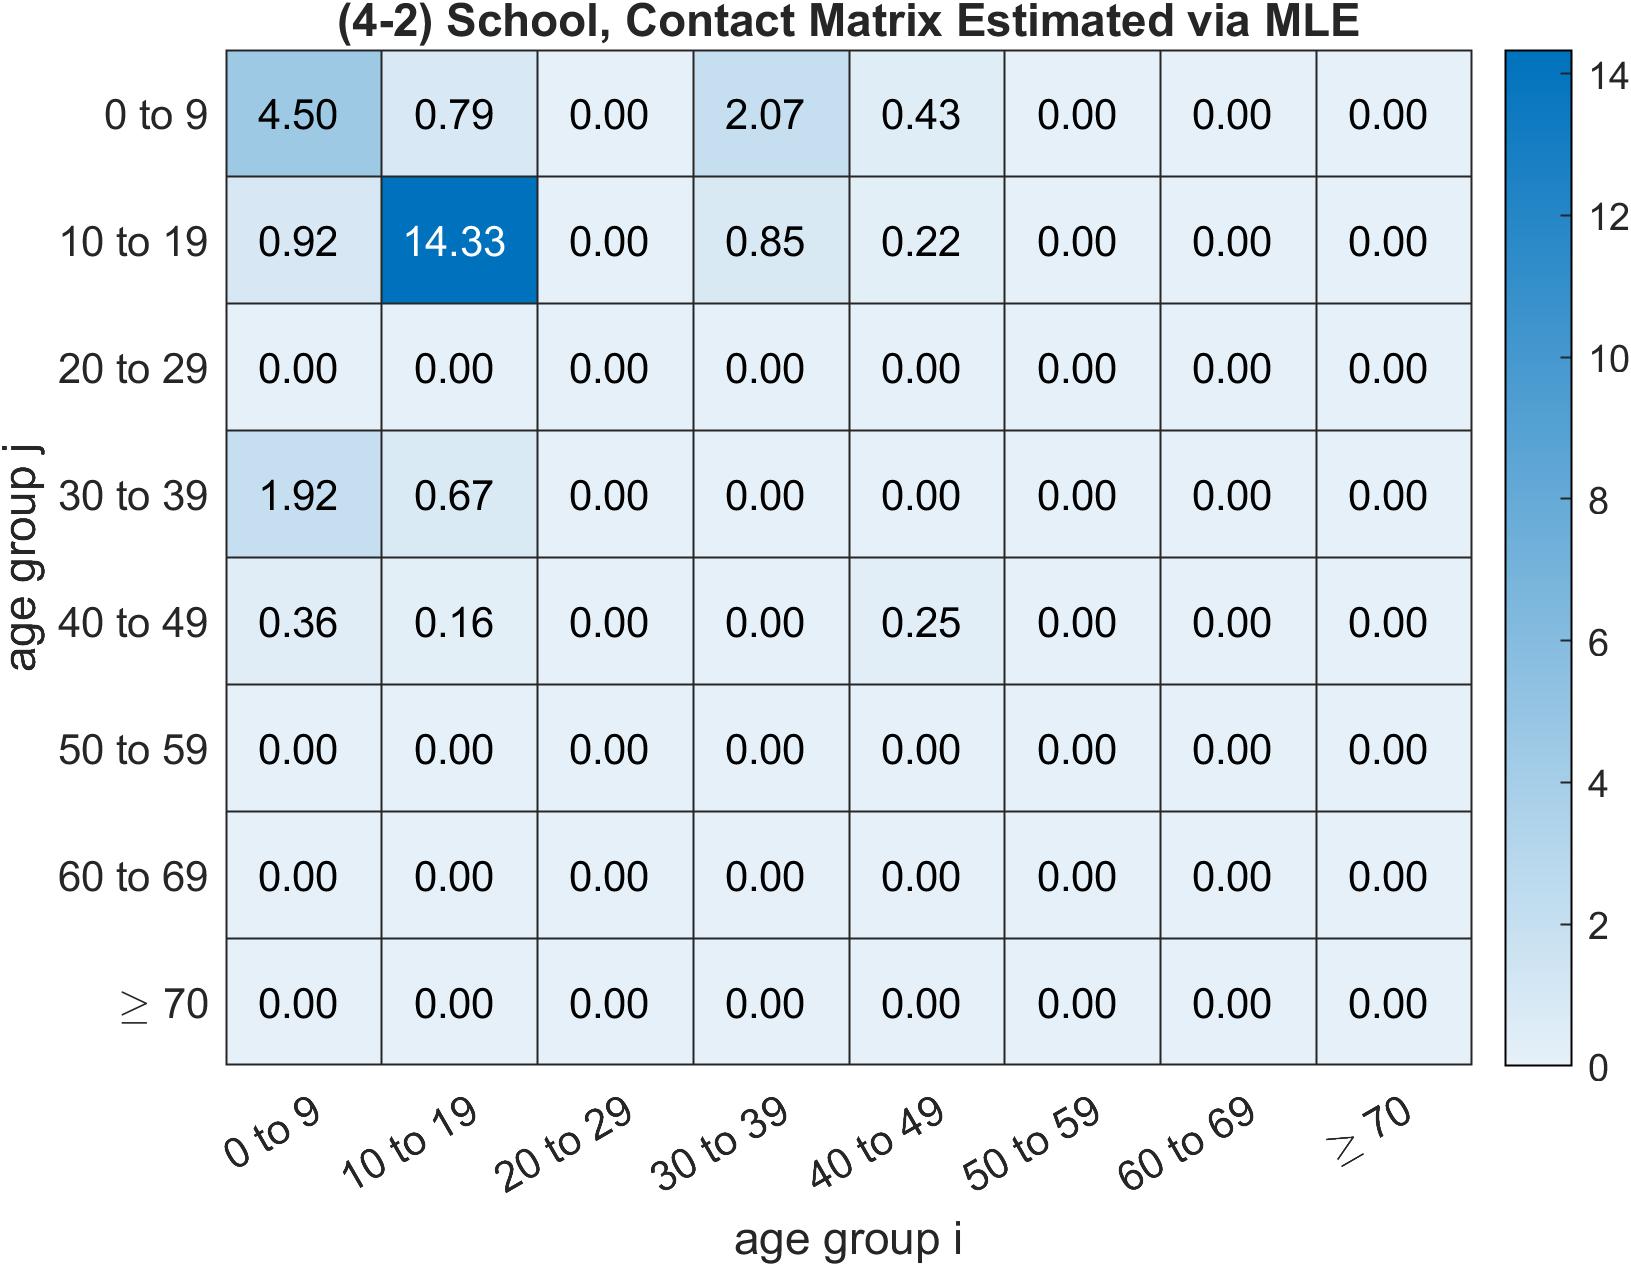 (4-2) School, Contact Matrix Estimated via MLE
0 to 9 4.50 0.79 0.00 2.07 0.43 0.00 0.00 0.00
10 to 19 0.92 14.33 0.00 0.85 0.22 0.00 0.00 0.00
20 to 29 0.00 0.00 0.00 0.00 0.00 0.00 0.00 0.00
30 to 39 1.92 0.67 0.00 0.00 0.00 0.00 0.00 0.00
40 to 49 0.36 0.16 0.00 0.00 0.25 0.00 0.00 0.00
50 to 59 0.00 0.00 0.00 0.00 0.00 0.00 0.00 0.00
60 to 69 0.00 0.00 0.00 0.00 0.00 0.00 0.00 0.00
≥ 70 0.00 0.00 0.00 0.00 0.00 0.00 0.00 0.00
0 to 9 10 to 19 20 to 29 30 to 39 40 to 49 50 to 59 60 to 69 ≥ 70
age group i
age group j
14
12
10
8
6
4
2
0